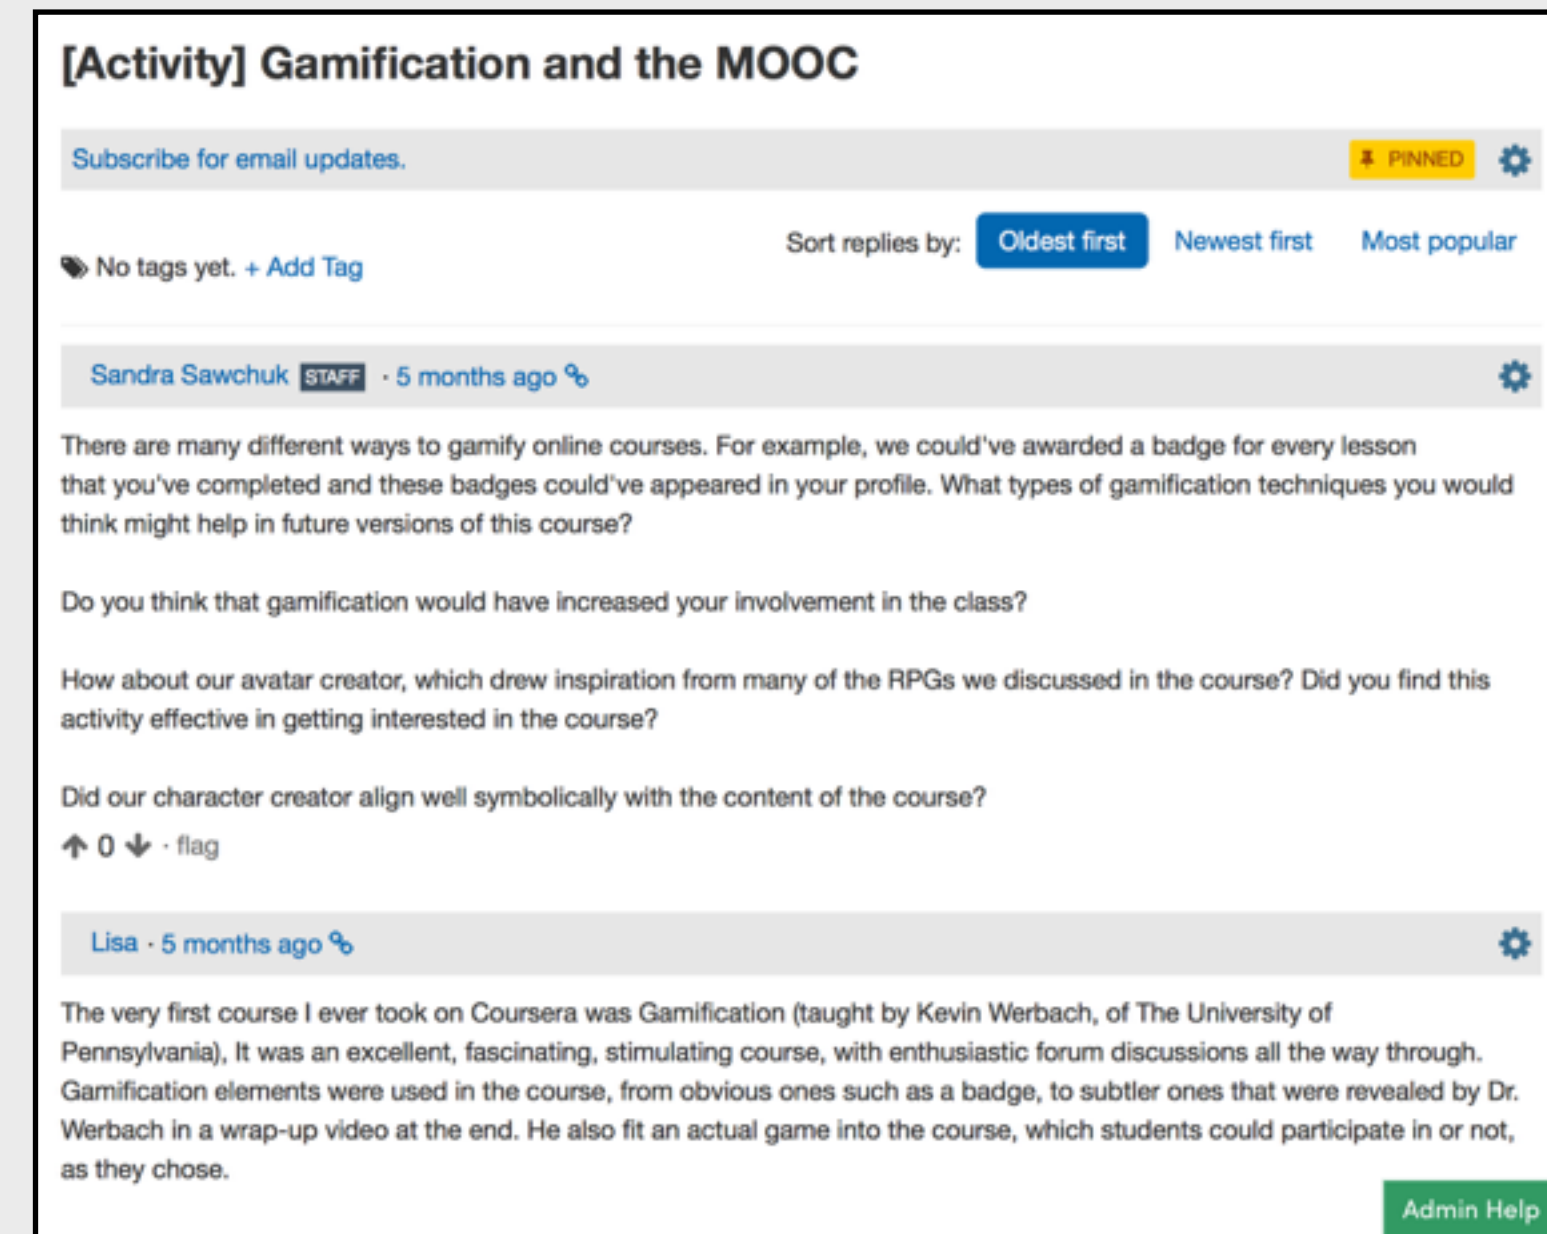 [Activity] Gamification and the MOOC
Subscribe for email updates.
PINNED
Sort replies by: Oldest first Newest first Most popular
No tags yet. + Add Tag
Sandra Sawchuk STAFF · 5 months ago
There are many different ways to gamify online courses. For example, we could've awarded a badge for every lesson
that you've completed and these badges could've appeared in your profile. What types of gamification techniques you would
think might help in future versions of this course?
Do you think that gamification would have increased your involvement in the class?
How about our avatar creator, which drew inspiration from many of the RPGs we discussed in the course? Did you find this
activity effective in getting interested in the course?
Did our character creator align well symbolically with the content of the course?
0 · flag
Lisa · 5 months ago
The very first course I ever took on Coursera was Gamification (taught by Kevin Werbach, of The University of
Pennsylvania), It was an excellent, fascinating, stimulating course, with enthusiastic forum discussions all the way through.
Gamification elements were used in the course, from obvious ones such as a badge, to subtler ones that were revealed by Dr.
Werbach in a wrap-up video at the end. He also fit an actual game into the course, which students could participate in or not,
as they chose.
Admin Help